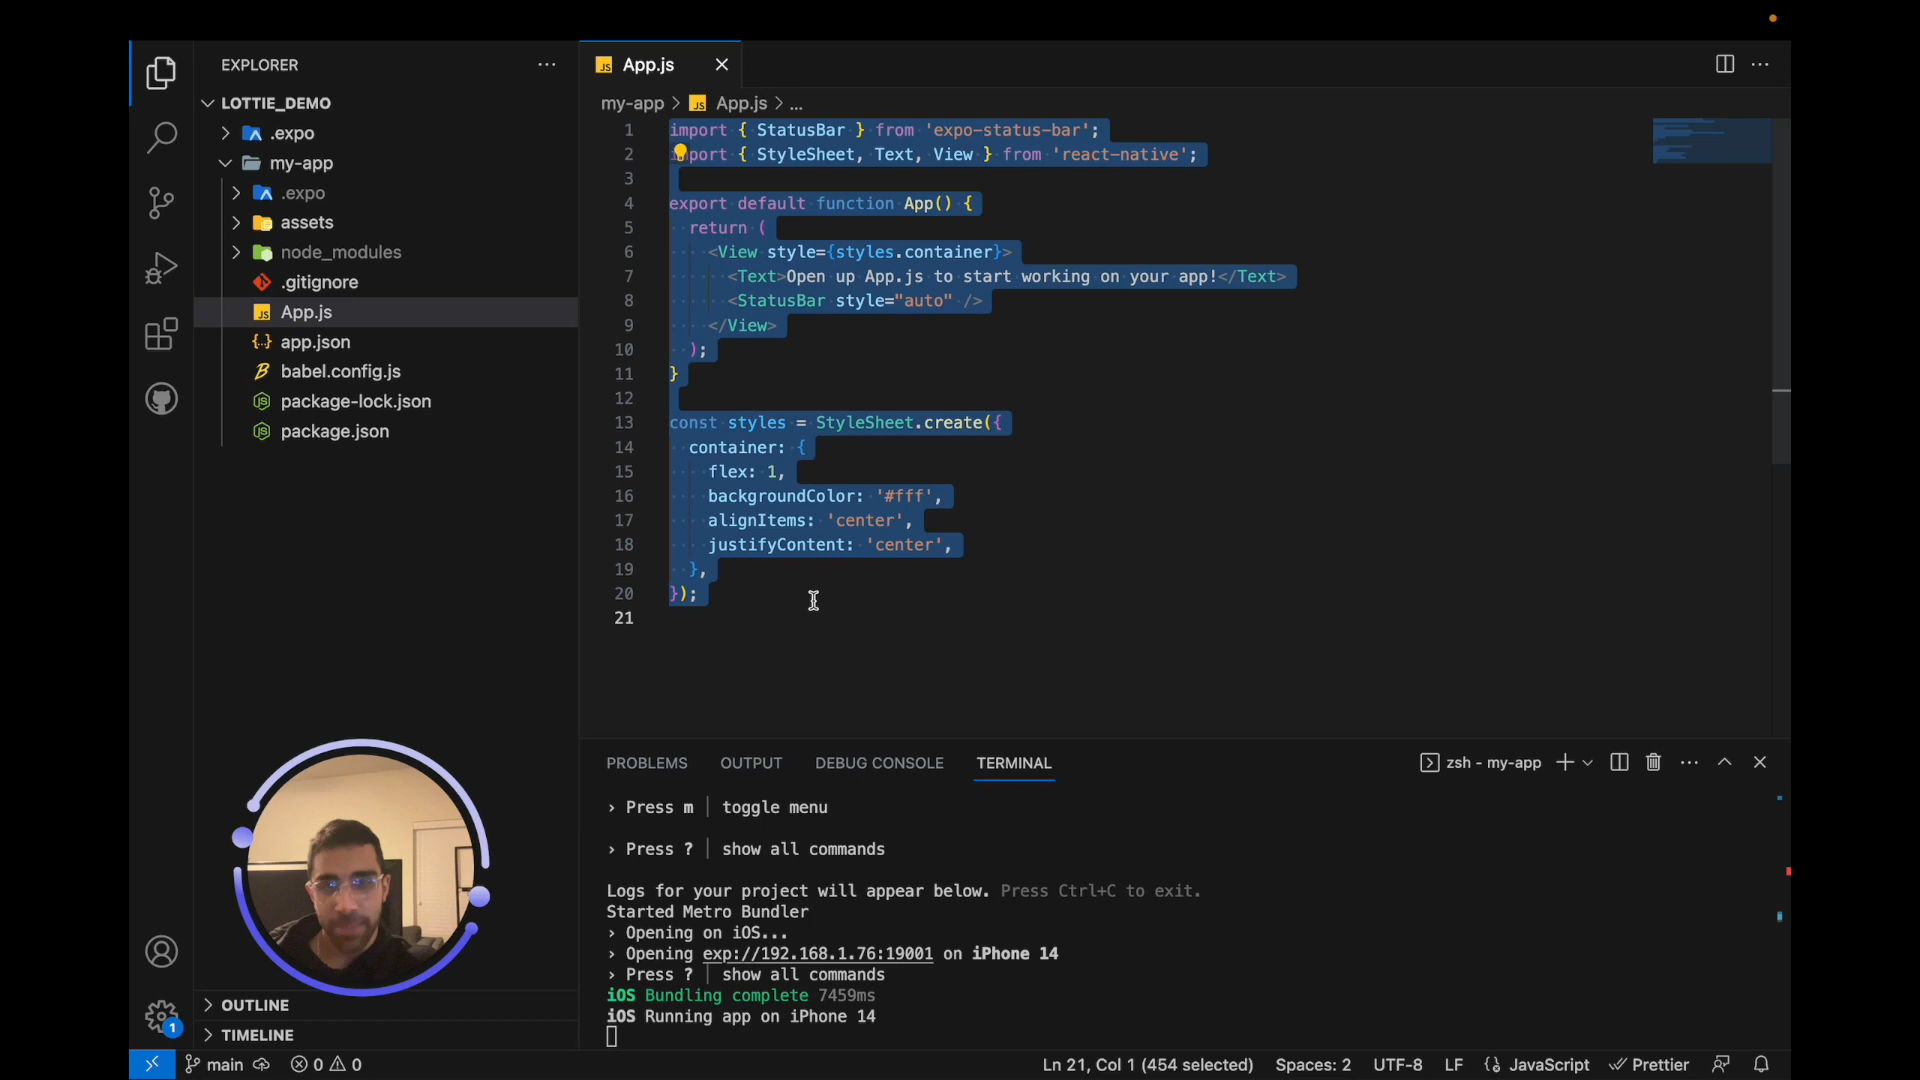 EXPLORER
LOTTIE_DEMO
.expo
my-app
.expo
assets
node_modules
.gitignore
App.js
app.json
babel.config.js
package-lock.json
package.json
OUTLINE
TIMELINE
App.js
my-app > App.js > ...
1 import { StatusBar } from 'expo-status-bar';
2 import { StyleSheet, Text, View } from 'react-native';
3
4 export default function App() {
5 return (
6 <View style={styles.container}>
7 <Text>Open up App.js to start working on your app!</Text>
8 <StatusBar style="auto" />
9 </View>
10 );
11 }
12
13 const styles = StyleSheet.create({
14 container: {
15 flex: 1,
16 backgroundColor: '#fff',
17 alignItems: 'center',
18 justifyContent: 'center',
19 },
20 });
21
PROBLEMS OUTPUT DEBUG CONSOLE TERMINAL zsh - my-app
› Press m │ toggle menu
› Press ? │ show all commands
Logs for your project will appear below. Press Ctrl+C to exit.
Started Metro Bundler
› Opening on iOS...
› Opening exp://192.168.1.76:19001 on iPhone 14
› Press ? │ show all commands
iOS Bundling complete 7459ms
iOS Running app on iPhone 14
1
main 0 0 Ln 21, Col 1 (454 selected) Spaces: 2 UTF-8 LF JavaScript Prettier